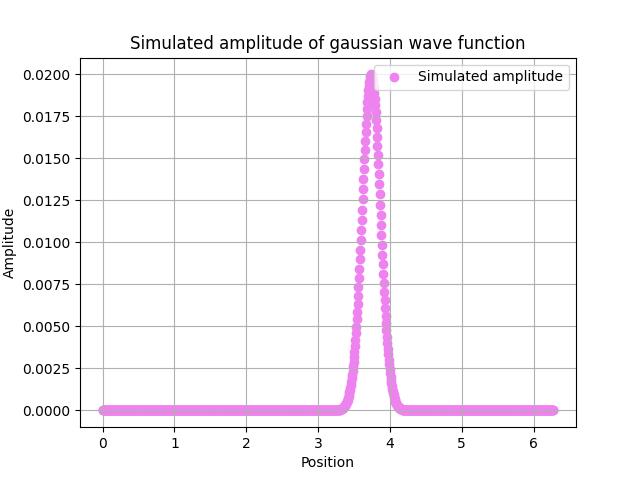 Simulated amplitude of gaussian wave function
Simulated amplitude
Amplitude
0.0200
0.0175
0.0150
0.0125
0.0100
0.0075
0.0050
0.0025
0.0000
0 1 2 3 4 5 6
Position